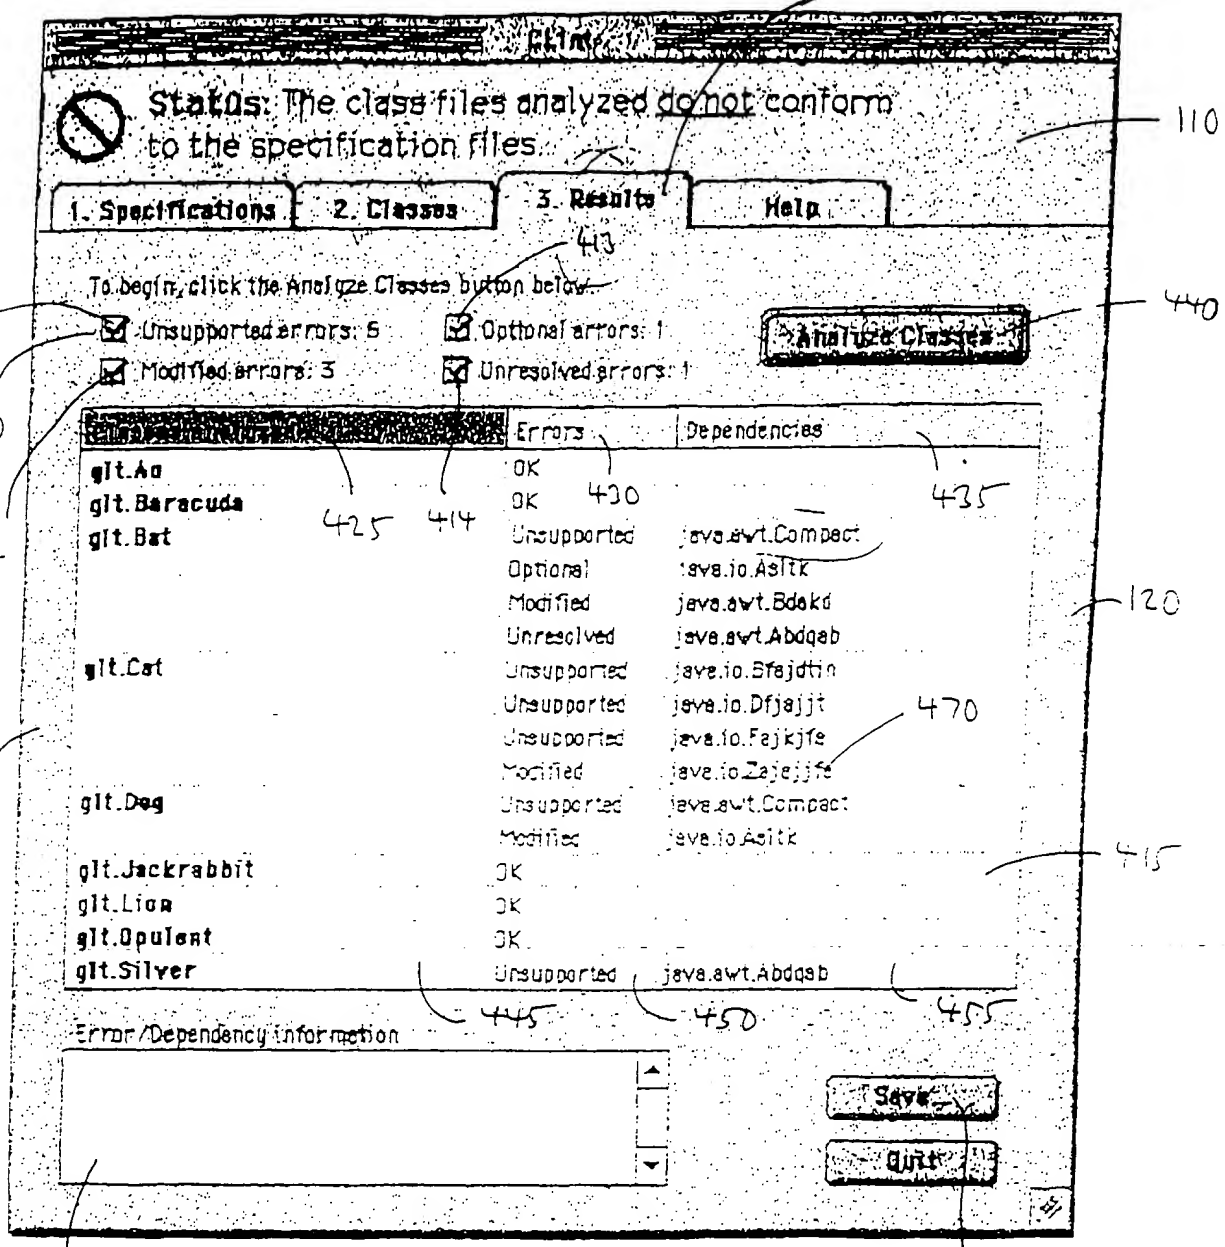 Status: The class files analyzed do not conform
to the specification files.
110
1. Specifications 2. Classes 3. Results Help
413
To begin, click the Analyze Classes button below.
Unsupported errors: Optional errors: 1 Analyze Classes 440
Modified errors: 3 Unresolved errors: 1
Errors Dependencies
glt.Aa OK
glt.Baracuda OK
425 414 430 435
glt.Bat Unsupported java.awt.Compact
Optional java.io.Asltk
Modified java.awt.Bdakd
120
Unresolved java.awt.Abdqab
glt.Cat Unsupported
Unsupported java.io.Dfjajjt
470
Unsupported java.io.Fajkjfe
Modified java.io.Zajajjfe
glt.Dog Unsupported java.awt.Compact
Modified java.io.Asltk
415
glt.Jackrabbit OK
glt.Lion OK
glt.Opulent OK
glt.Silver Unsupported java.awt.Abdqab
445 450 455
Error/Dependency information
Save
Quit